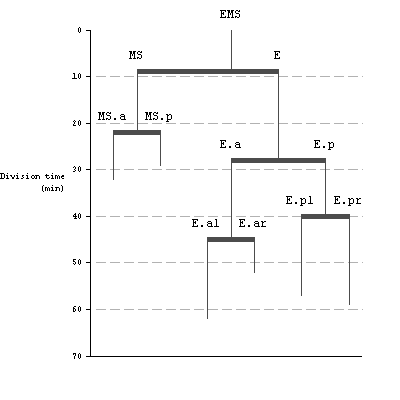 EMS
0
MS E
10
20
MS.a MS.p
E.a E.p
30
Division time
(min)
E.pl E.pr
40
E.al E.ar
50
60
70